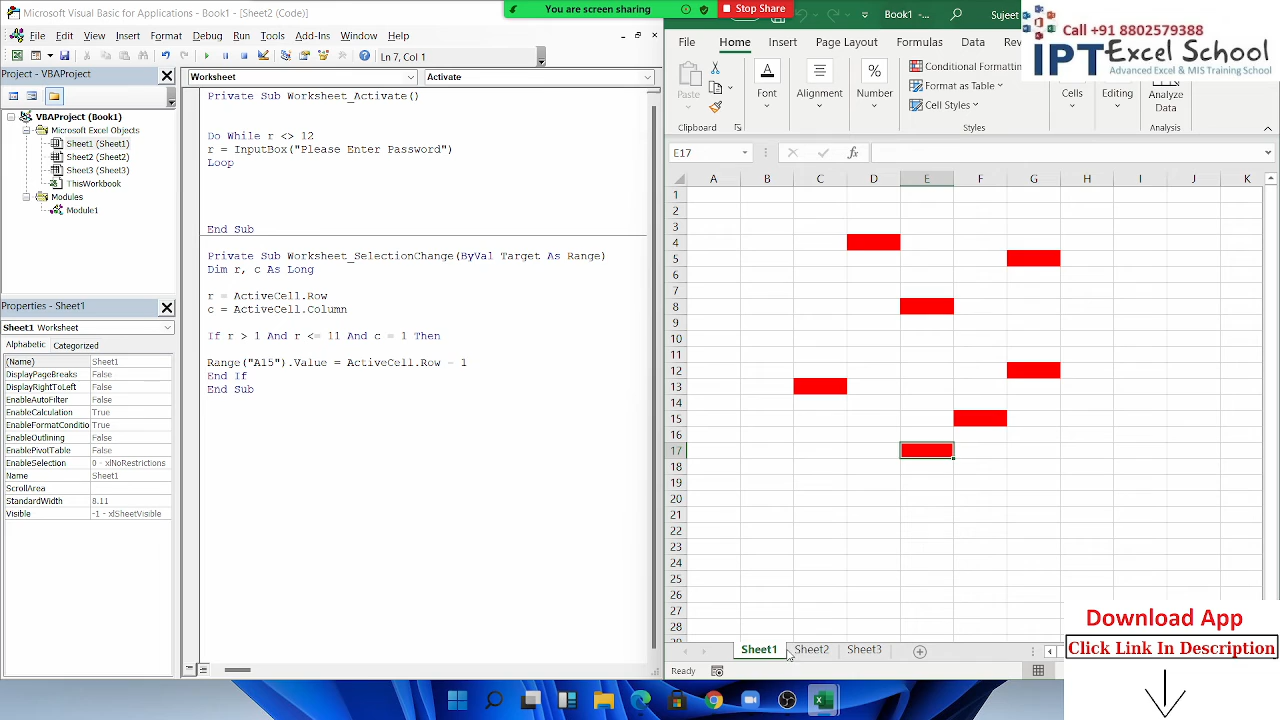 Microsoft Visual Basic for Applications - Book1 - [Sheet2 (Code)]
File Edit View Insert Format Debug Run Tools Add-Ins Help
Ln 7, Col 1
Project - VBAProject
VBAProject (Book1)
Microsoft Excel Objects
Sheet1 (Sheet1)
Sheet2 (Sheet2)
Sheet3 (Sheet3)
ThisWorkbook
Modules
Module1
Properties - Sheet1
Sheet1 Worksheet
Alphabetic Categorized
(Name) Sheet1
DisplayPageBreaks False
DisplayRightToLeft False
EnableAutoFilter False
EnableCalculation True
EnableFormatConditio True
EnableOutlining False
EnablePivotTable False
EnableSelection 0 - xlNoRestrictions
Name Sheet1
ScrollArea
StandardWidth 8.11
Visible -1 - xlSheetVisible
Worksheet Activate
Private Sub Worksheet_Activate()
Do While r <> 12
r = InputBox("Please Enter Password")
Loop
End Sub
Private Sub Worksheet_SelectionChange(ByVal Target As Range)
Dim r, c As Long
r = ActiveCell.Row
c = ActiveCell.Column
If r > 1 And r <= 11 And c = 1 Then
Range("A15").Value = ActiveCell.Row - 1
End If
End Sub
You are screen sharing Stop Share
Book1 -... Sujeet
File Home Insert Page Layout Formulas Data
Paste
Clipboard
Font
Alignment
Number
Conditional Formatting
Format as Table
Cell Styles
Styles
Cells
Editing
Analyze
Data
Analysis
Call +91 8802579388
IPT Excel School
Advanced Excel & MIS Training School
E17 fx
A B C D E F G H I J K
1
2
3
4
5
6
7
8
9
10
11
12
13
14
15
16
17
18
19
20
21
22
23
24
25
26
27
28
Sheet1 Sheet2 Sheet3
Ready
Download App
Click Link In Description